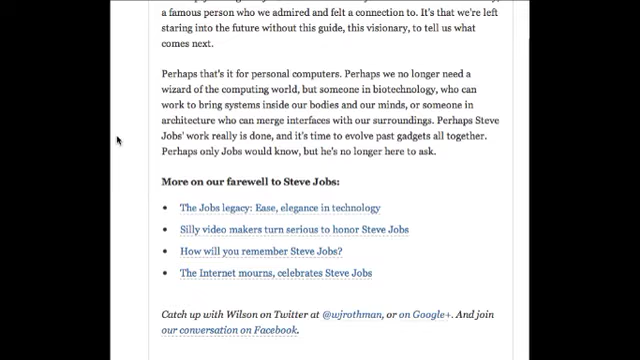 a famous person who we admired and felt a connection to. It's that we're left
staring into the future without this guide, this visionary, to tell us what
comes next.
Perhaps that's it for personal computers. Perhaps we no longer need a
wizard of the computing world, but someone in biotechnology, who can
work to bring systems inside our bodies and our minds, or someone in
architecture who can merge interfaces with our surroundings. Perhaps Steve
Jobs' work really is done, and it's time to evolve past gadgets all together.
Perhaps only Jobs would know, but he's no longer here to ask.
More on our farewell to Steve Jobs:
• The Jobs legacy: Ease, elegance in technology
• Silly video makers turn serious to honor Steve Jobs
• How will you remember Steve Jobs?
• The Internet mourns, celebrates Steve Jobs
Catch up with Wilson on Twitter at @wjrothman, or on Google+. And join
our conversation on Facebook.